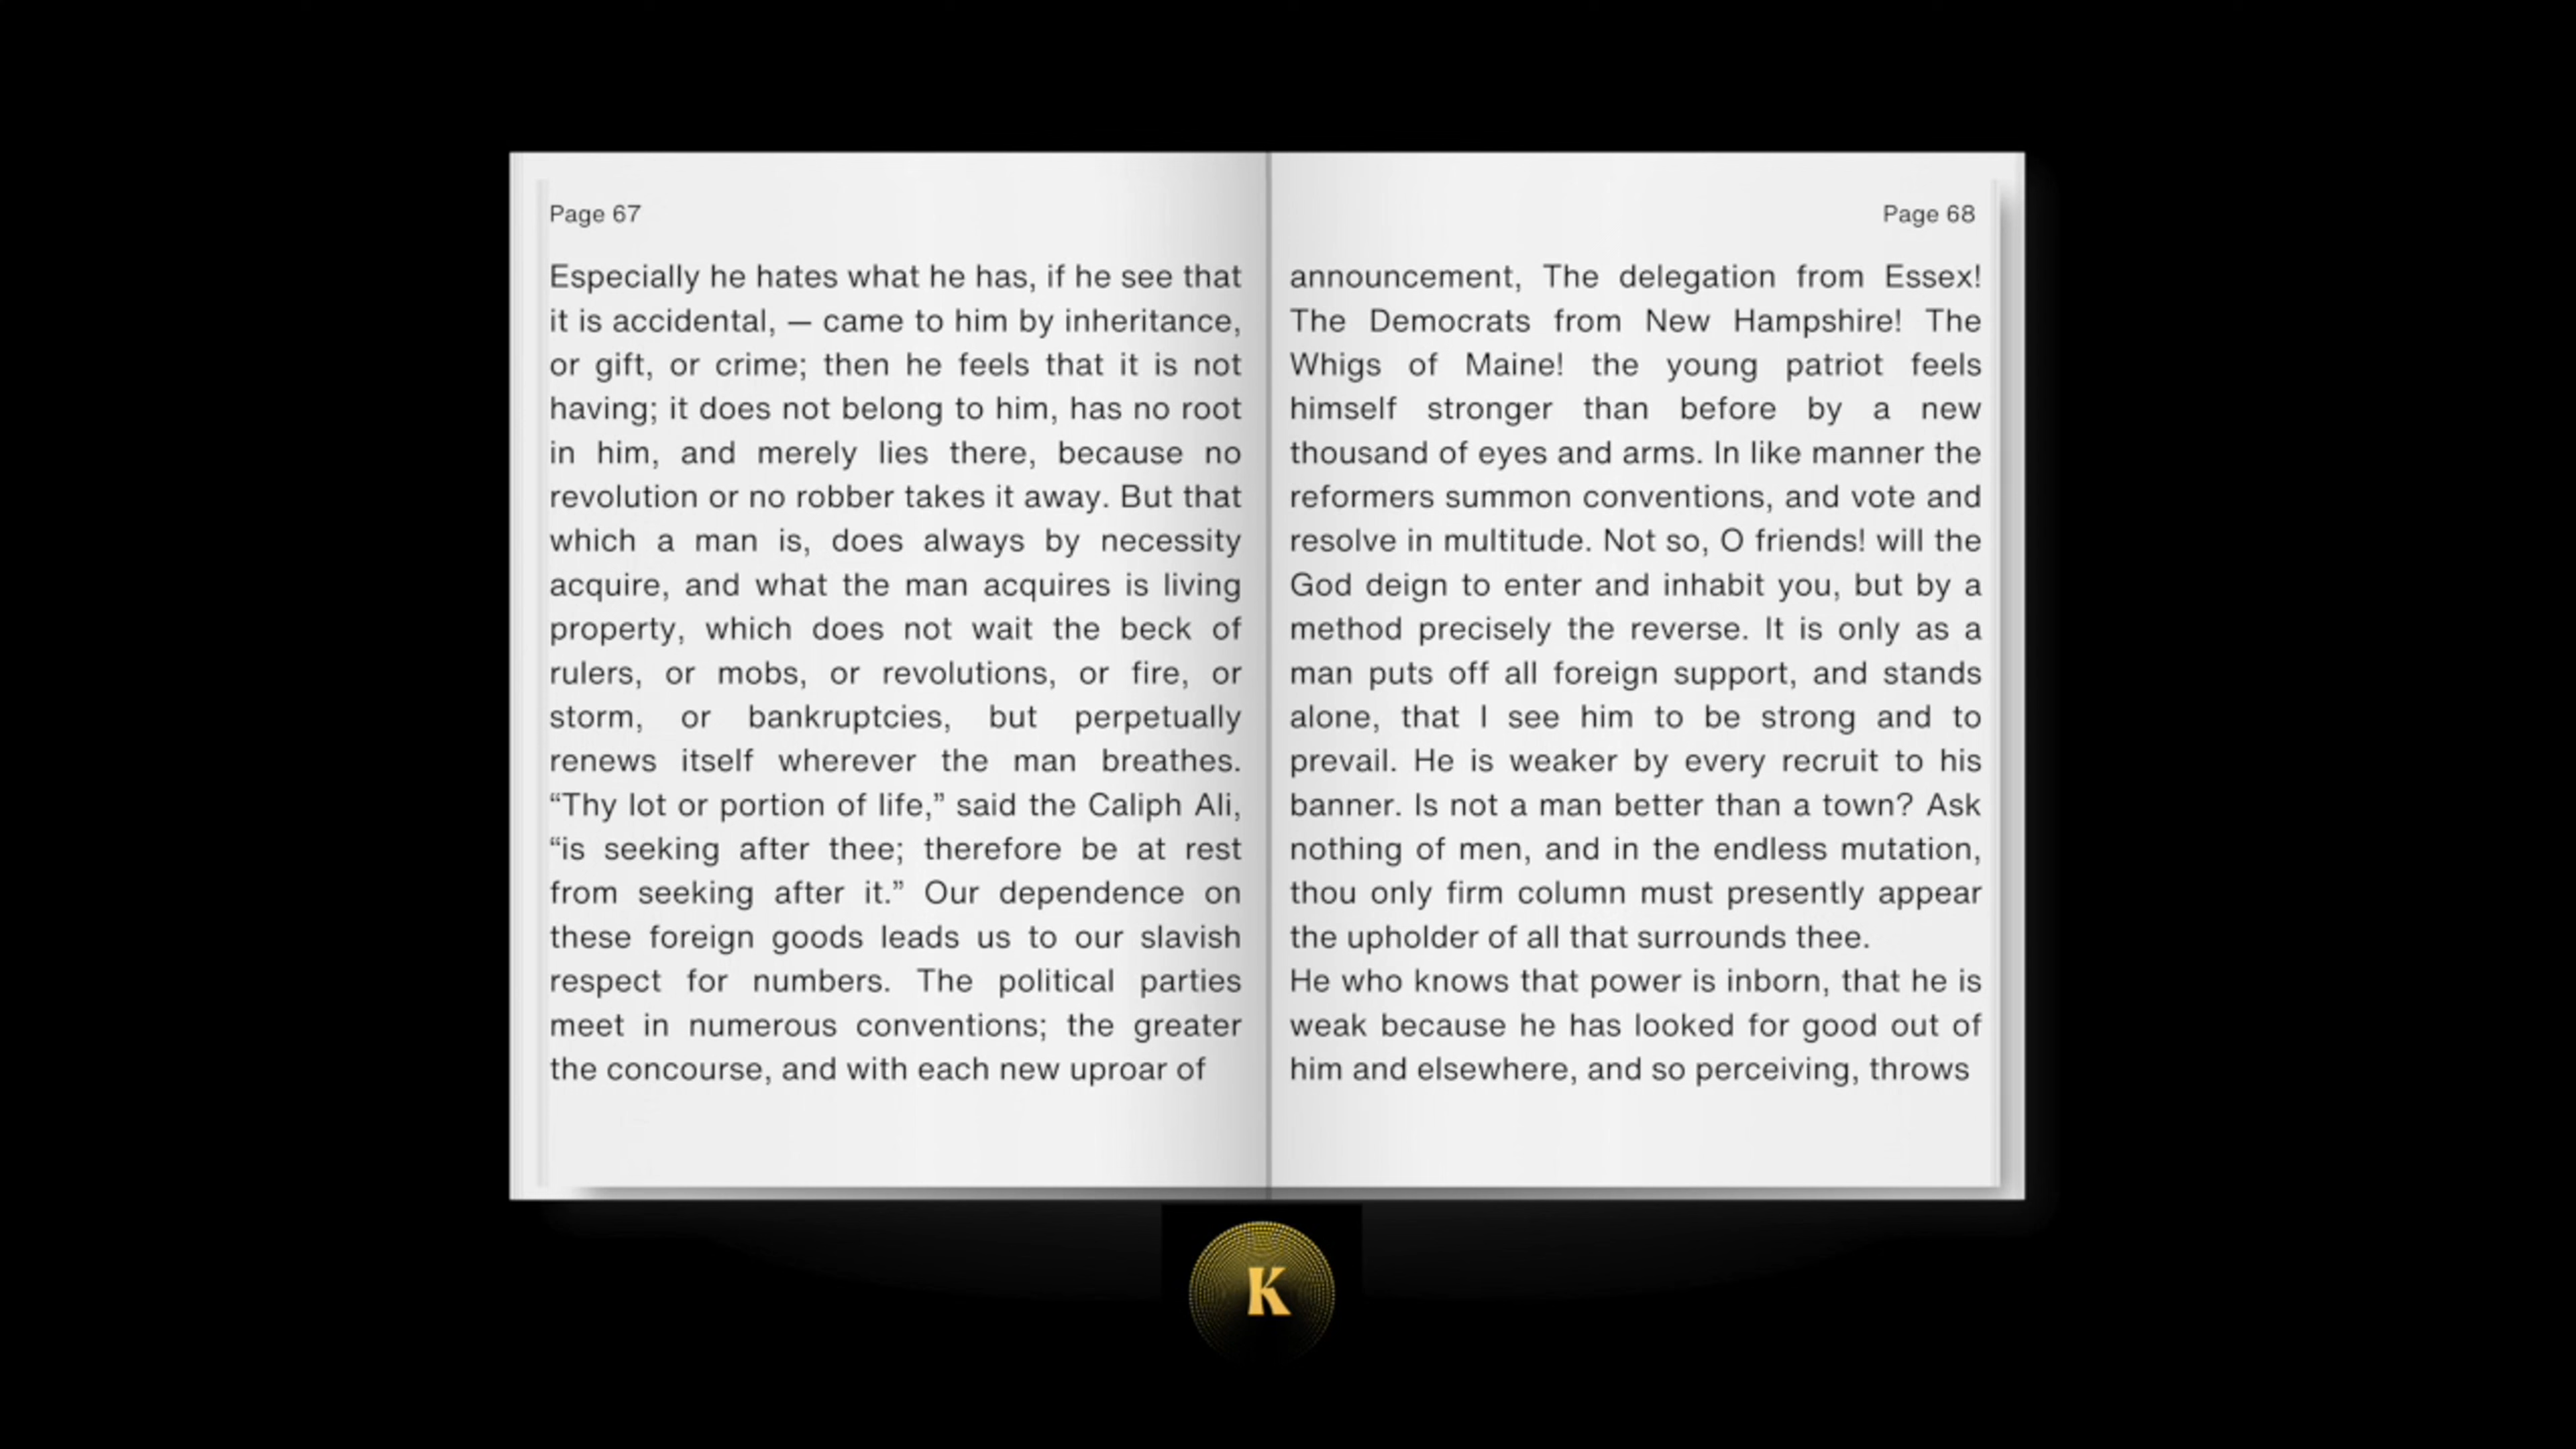 Page 67
Especially he hates what he has, if he see that
it is accidental, — came to him by inheritance,
or gift, or crime; then he feels that it is not
having; it does not belong to him, has no root
in him, and merely lies there, because no
revolution or no robber takes it away. But that
which a man is, does always by necessity
acquire, and what the man acquires is living
property, which does not wait the beck of
rulers, or mobs, or revolutions, or fire, or
storm, or bankruptcies, but perpetually
renews itself wherever the man breathes.
“Thy lot or portion of life,” said the Caliph Ali,
“is seeking after thee; therefore be at rest
from seeking after it.” Our dependence on
these foreign goods leads us to our slavish
respect for numbers. The political parties
meet in numerous conventions; the greater
the concourse, and with each new uproar of
Page 68
announcement, The delegation from Essex!
The Democrats from New Hampshire! The
Whigs of Maine! the young patriot feels
himself stronger than before by a new
thousand of eyes and arms. In like manner the
reformers summon conventions, and vote and
resolve in multitude. Not so, O friends! will the
God deign to enter and inhabit you, but by a
method precisely the reverse. It is only as a
man puts off all foreign support, and stands
alone, that I see him to be strong and to
prevail. He is weaker by every recruit to his
banner. Is not a man better than a town? Ask
nothing of men, and in the endless mutation,
thou only firm column must presently appear
the upholder of all that surrounds thee.
He who knows that power is inborn, that he is
weak because he has looked for good out of
him and elsewhere, and so perceiving, throws
K